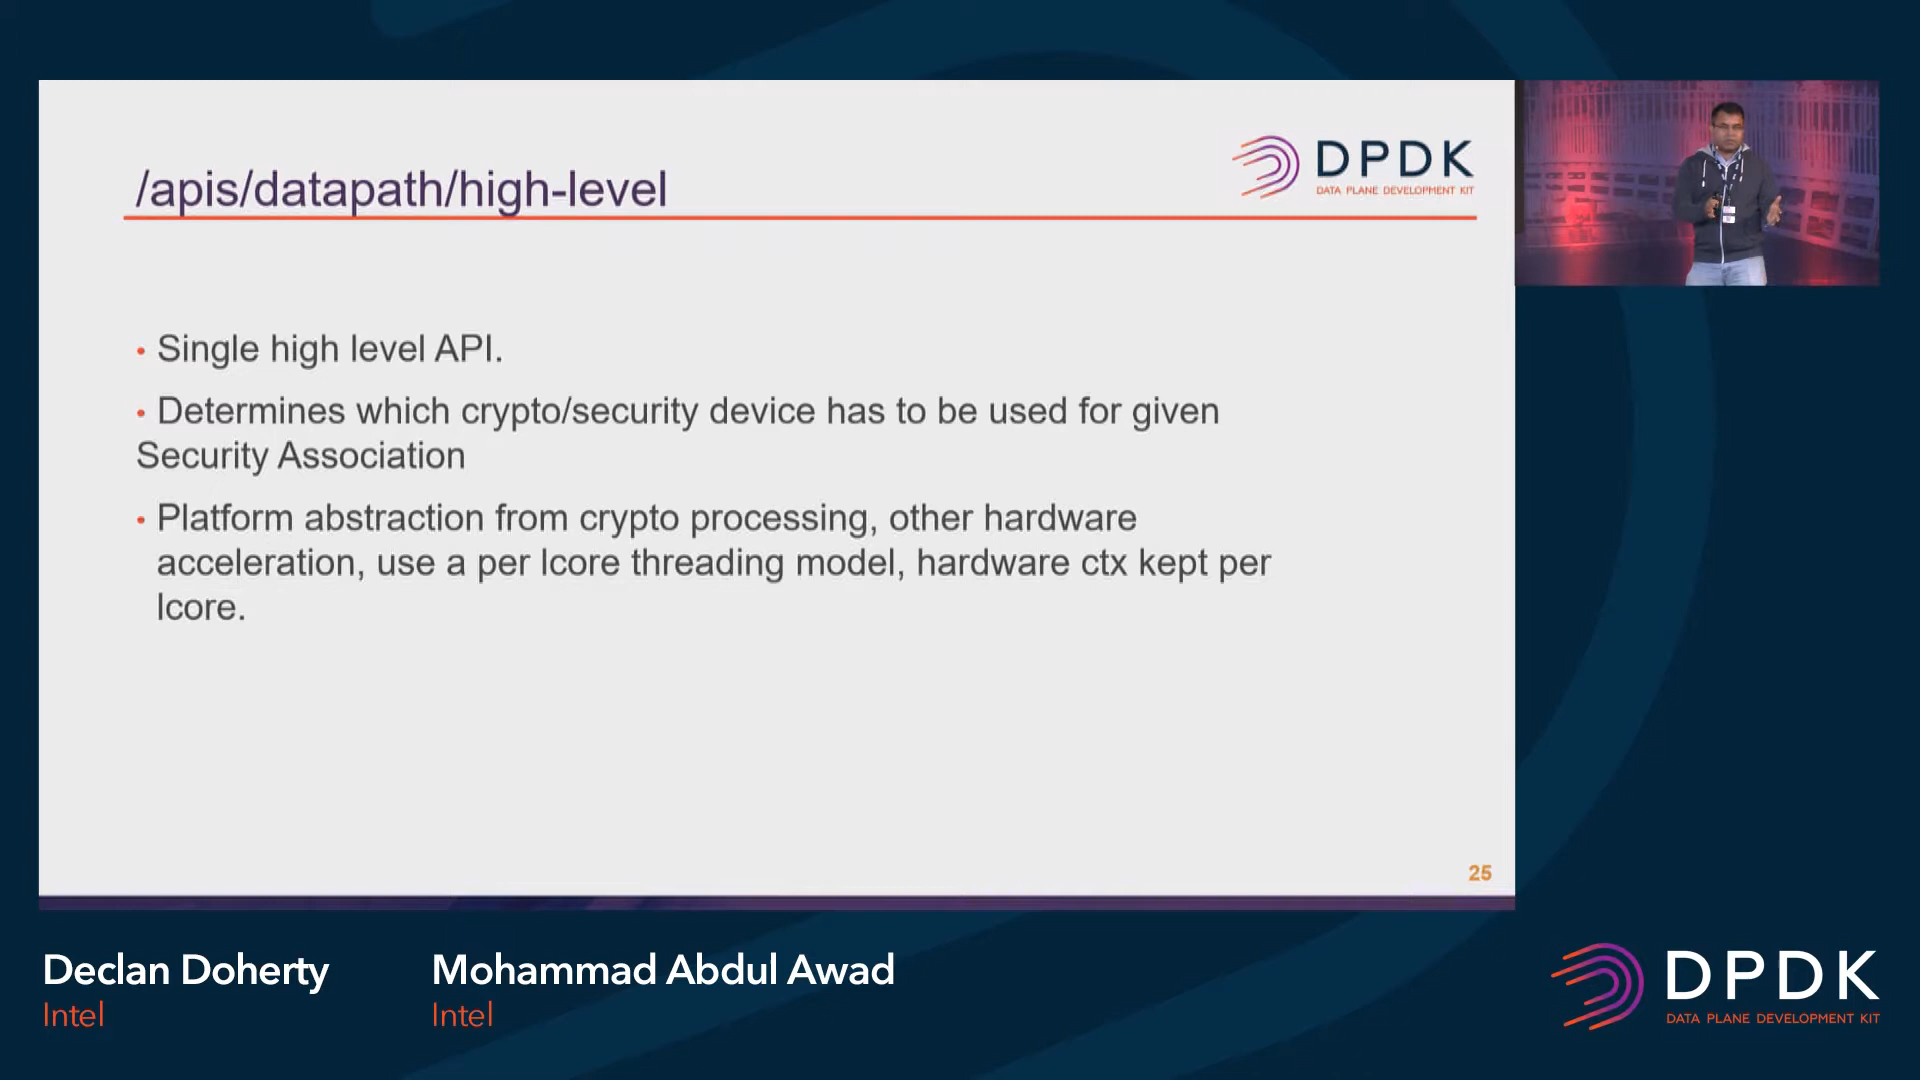 /apis/datapath/high-level
DPDK
DATA PLANE DEVELOPMENT KIT
• Single high level API.
• Determines which crypto/security device has to be used for given
Security Association
• Platform abstraction from crypto processing, other hardware
acceleration, use a per lcore threading model, hardware ctx kept per
lcore.
25
Declan Doherty
Intel
Mohammad Abdul Awad
Intel
DPDK
DATA PLANE DEVELOPMENT KIT